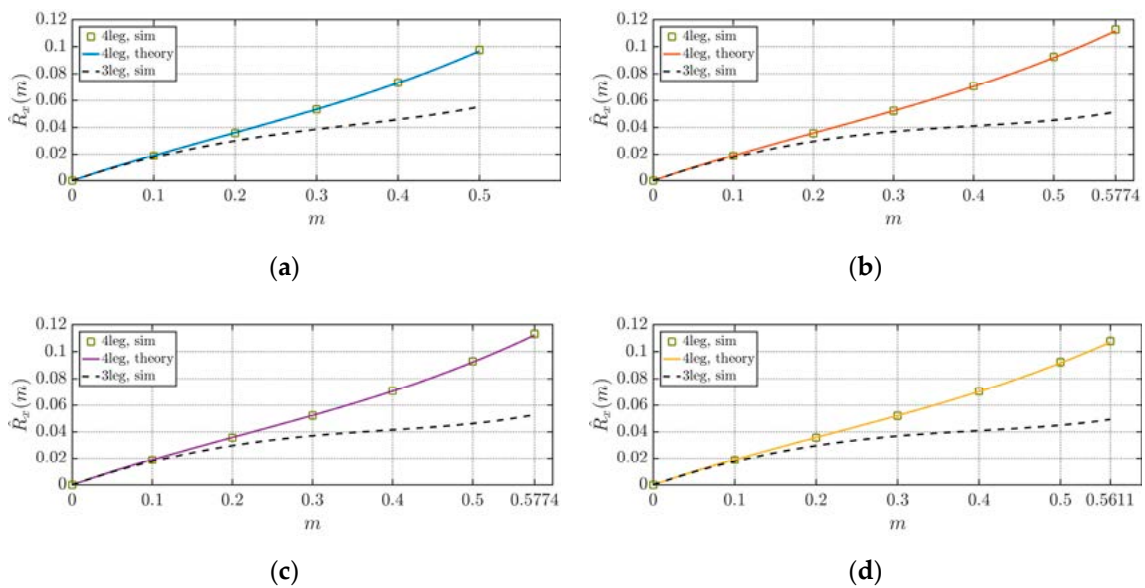 0.12
0.1
0.08
0.06
0.04
0.02
0
R̂ₓ(m)
4leg, sim
4leg, theory
3leg, sim
0 0.1 0.2 0.3 0.4 0.5
m
(a)
0.12
0.1
0.08
0.06
0.04
0.02
0
R̂ₓ(m)
4leg, sim
4leg, theory
3leg, sim
0 0.1 0.2 0.3 0.4 0.5 0.5774
m
(b)
0.12
0.1
0.08
0.06
0.04
0.02
0
R̂ₓ(m)
4leg, sim
4leg, theory
3leg, sim
0 0.1 0.2 0.3 0.4 0.5 0.5774
m
(c)
0.12
0.1
0.08
0.06
0.04
0.02
0
R̂ₓ(m)
4leg, sim
4leg, theory
3leg, sim
0 0.1 0.2 0.3 0.4 0.5 0.5611
m
(d)